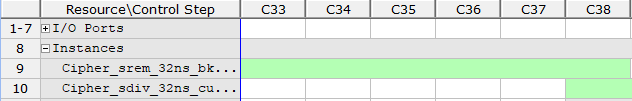 Resource\Control Step C33 C34 C35 C36 C37 C38
1-7 I/O Ports
8 Instances
9 Cipher_srem_32ns_bk...
10 Cipher_sdiv_32ns_cu...